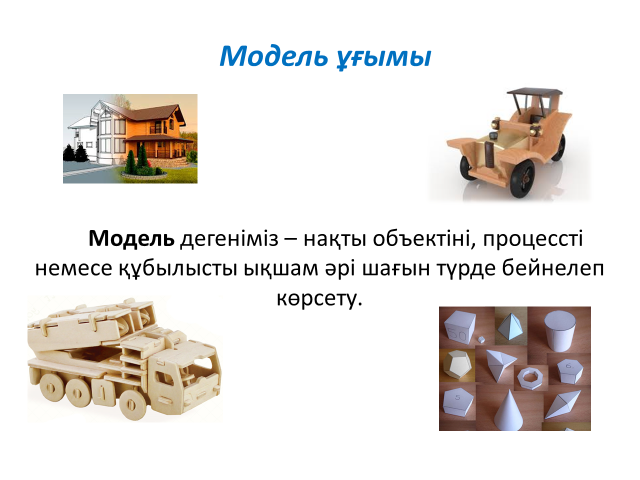 Модель ұғымы
Модель дегеніміз – нақты объектіні, процессті
немесе құбылысты ықшам әрі шағын түрде бейнелеп
көрсету.